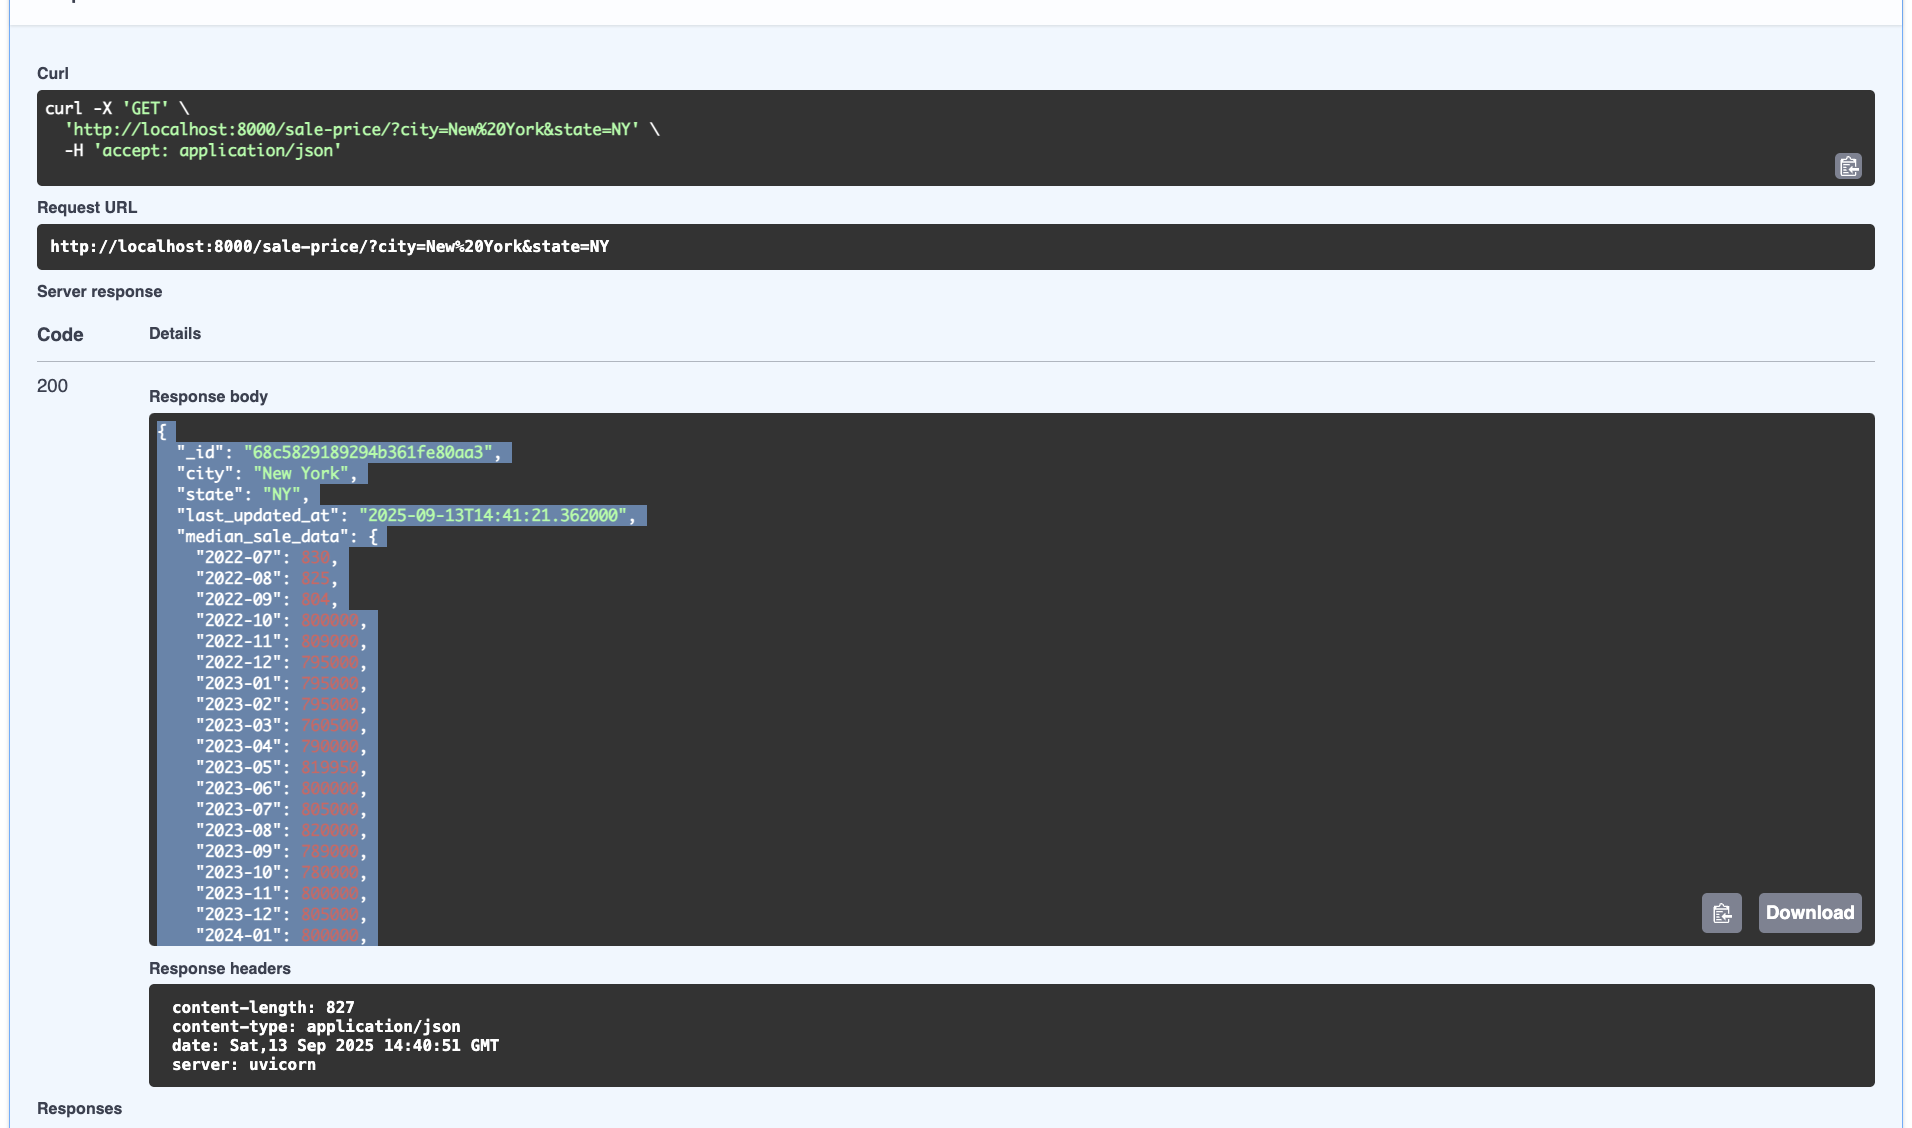 Curl
curl -X 'GET' \
'http://localhost:8000/sale-price/?city=New%20York&state=NY' \
-H 'accept: application/json'
Request URL
http://localhost:8000/sale-price/?city=New%20York&state=NY
Server response
Code Details
200
Response body
{
"_id": "68c5829189294b361fe80aa3",
"city": "New York",
"state": "NY",
"last_updated_at": "2025-09-13T14:41:21.362000",
"median_sale_data": {
"2022-07": 830,
"2022-08": 825,
"2022-09": 804,
"2022-10": 800000,
"2022-11": 809000,
"2022-12": 795000,
"2023-01": 795000,
"2023-02": 795000,
"2023-03": 760500,
"2023-04": 790000,
"2023-05": 819950,
"2023-06": 800000,
"2023-07": 805000,
"2023-08": 820000,
"2023-09": 789000,
"2023-10": 780000,
"2023-11": 800000,
"2023-12": 805000,
"2024-01": 800000,
Download
Response headers
content-length: 827
content-type: application/json
date: Sat,13 Sep 2025 14:40:51 GMT
server: uvicorn
Responses